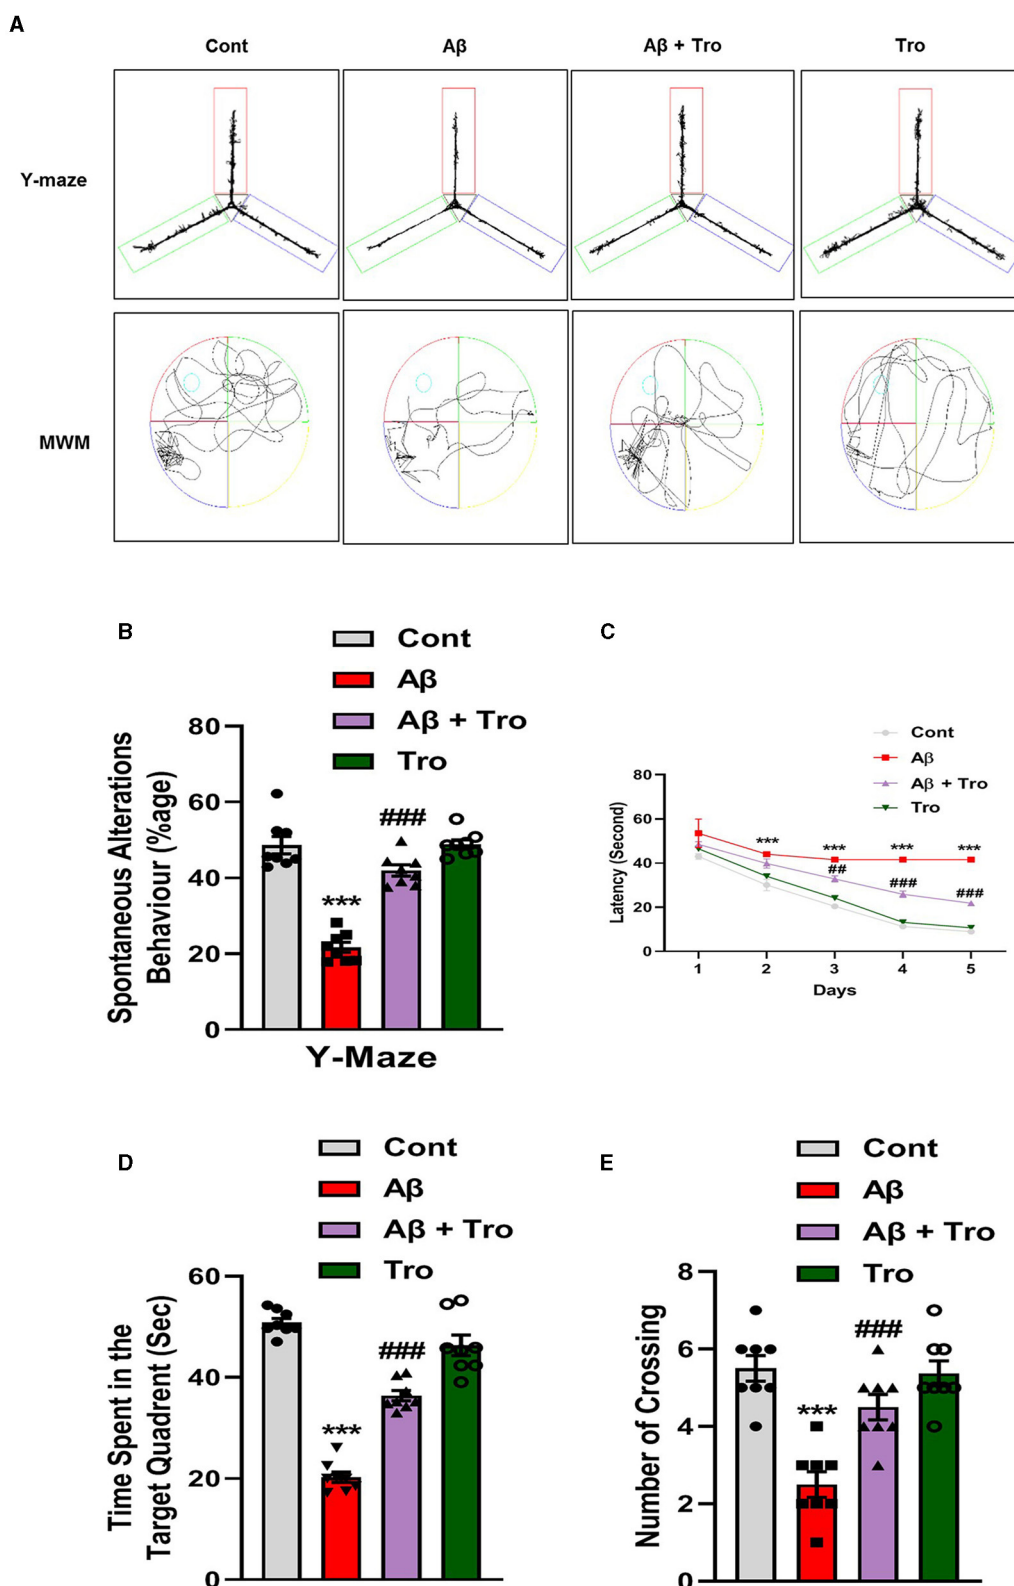 A
Cont Aβ Aβ + Tro Tro
Y-maze
MWM
B
Cont
Aβ
Aβ + Tro
Tro
Spontaneous Alterations
Behaviour (%age)
80
60
40
20
0
***
###
Y-Maze
C
Cont
Aβ
Aβ + Tro
Tro
Latency (Second)
80
60
40
20
0
*** *** *** ***
## ### ###
1 2 3 4 5
Days
D
Cont
Aβ
Aβ + Tro
Tro
Time Spent in the
Target Quadrent (Sec)
60
40
20
0
***
###
E
Cont
Aβ
Aβ + Tro
Tro
Number of Crossing
8
6
4
2
0
***
###